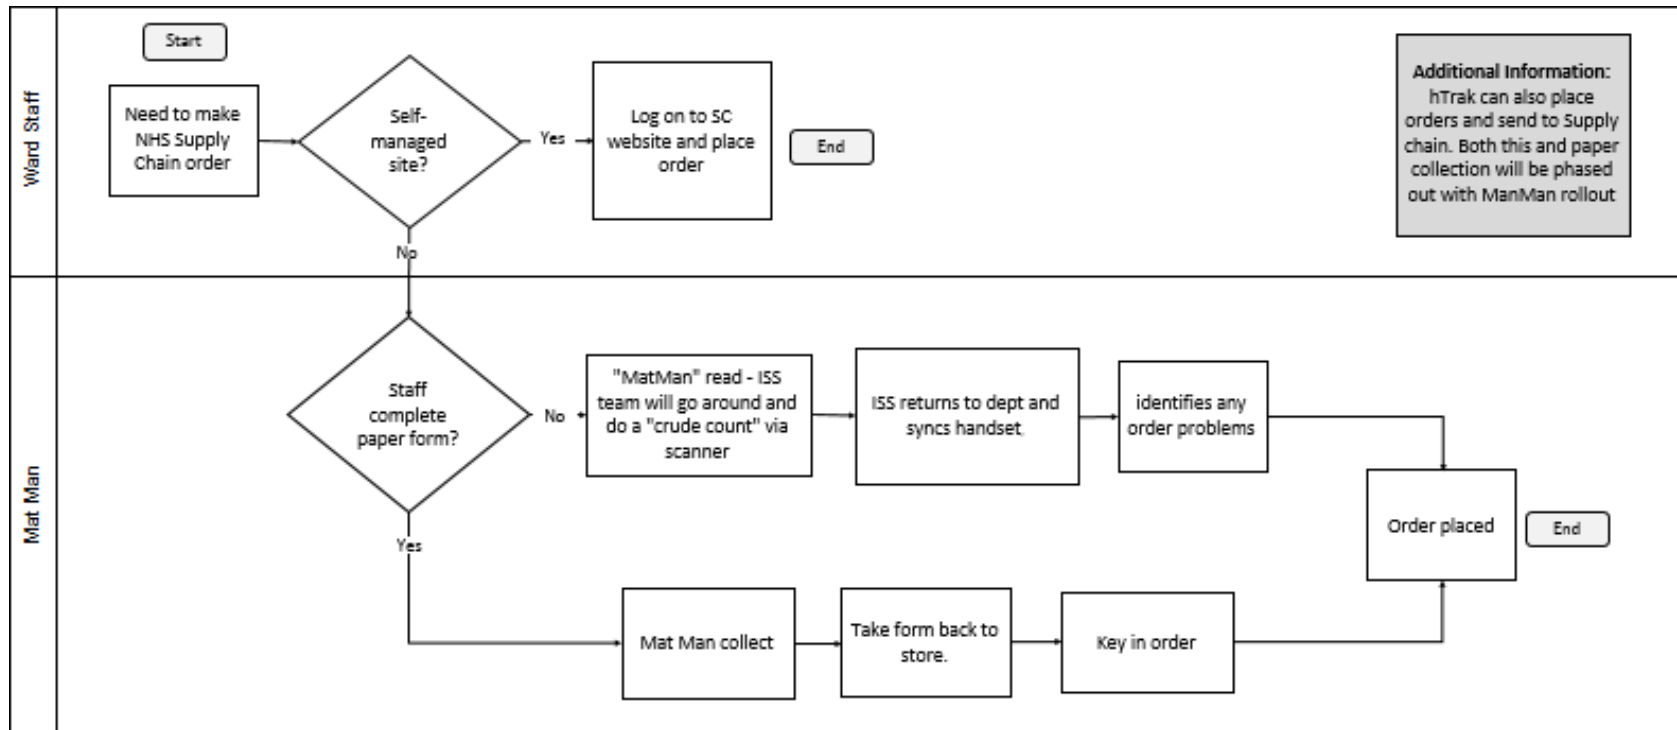 Ward Staff
Start
Need to make
NHS Supply
Chain order
Self-
managed
site?
Yes
Log on to SC
website and place
order
End
Additional Information:
hTrak can also place
orders and send to Supply
chain. Both this and paper
collection will be phased
out with ManMan rollout
No
Mat Man
Staff
complete
paper form?
No
"MatMan" read - ISS
team will go around and
do a "crude count" via
scanner
ISS returns to dept and
syncs handset.
identifies any
order problems
Order placed
End
Yes
Mat Man collect
Take form back to
store.
Key in order